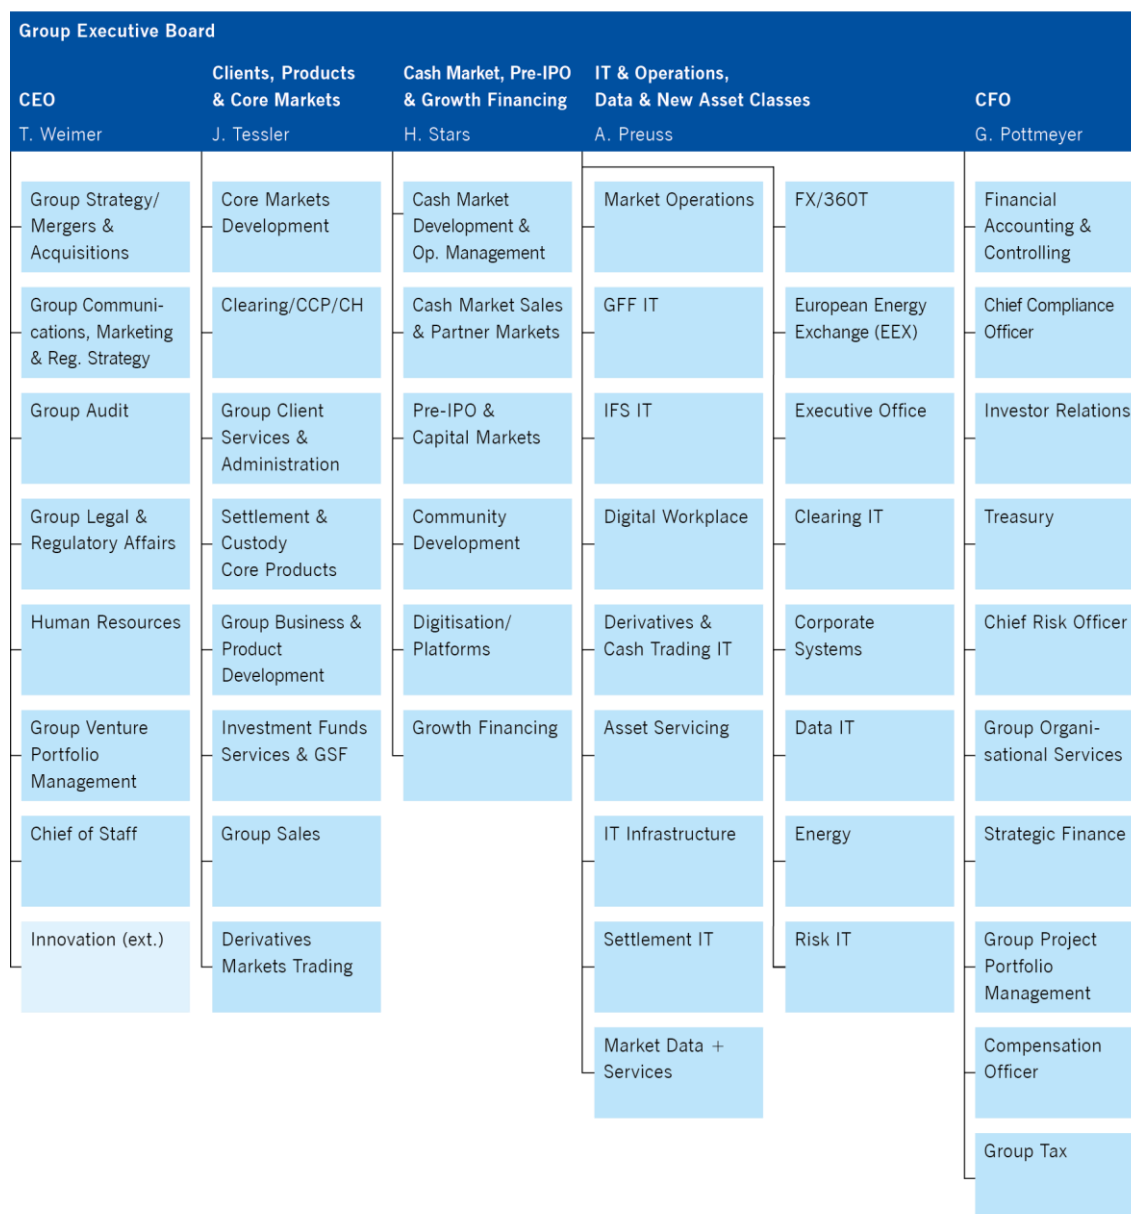 Group Executive Board
CEO
T. Weimer
Clients, Products
& Core Markets
J. Tessler
Cash Market, Pre-IPO
& Growth Financing
H. Stars
IT & Operations,
Data & New Asset Classes
A. Preuss
CFO
G. Pottmeyer
Group Strategy/
Mergers &
Acquisitions
Group Communi-
cations, Marketing
& Reg. Strategy
Group Audit
Group Legal &
Regulatory Affairs
Human Resources
Group Venture
Portfolio
Management
Chief of Staff
Innovation (ext.)
Core Markets
Development
Clearing/CCP/CH
Group Client
Services &
Administration
Settlement &
Custody
Core Products
Group Business &
Product
Development
Investment Funds
Services & GSF
Group Sales
Derivatives
Markets Trading
Cash Market
Development &
Op. Management
Cash Market Sales
& Partner Markets
Pre-IPO &
Capital Markets
Community
Development
Digitisation/
Platforms
Growth Financing
Market Operations
GFF IT
IFS IT
Digital Workplace
Derivatives &
Cash Trading IT
Asset Servicing
IT Infrastructure
Settlement IT
Market Data +
Services
FX/360T
European Energy
Exchange (EEX)
Executive Office
Clearing IT
Corporate
Systems
Data IT
Energy
Risk IT
Financial
Accounting &
Controlling
Chief Compliance
Officer
Investor Relations
Treasury
Chief Risk Officer
Group Organi-
sational Services
Strategic Finance
Group Project
Portfolio
Management
Compensation
Officer
Group Tax